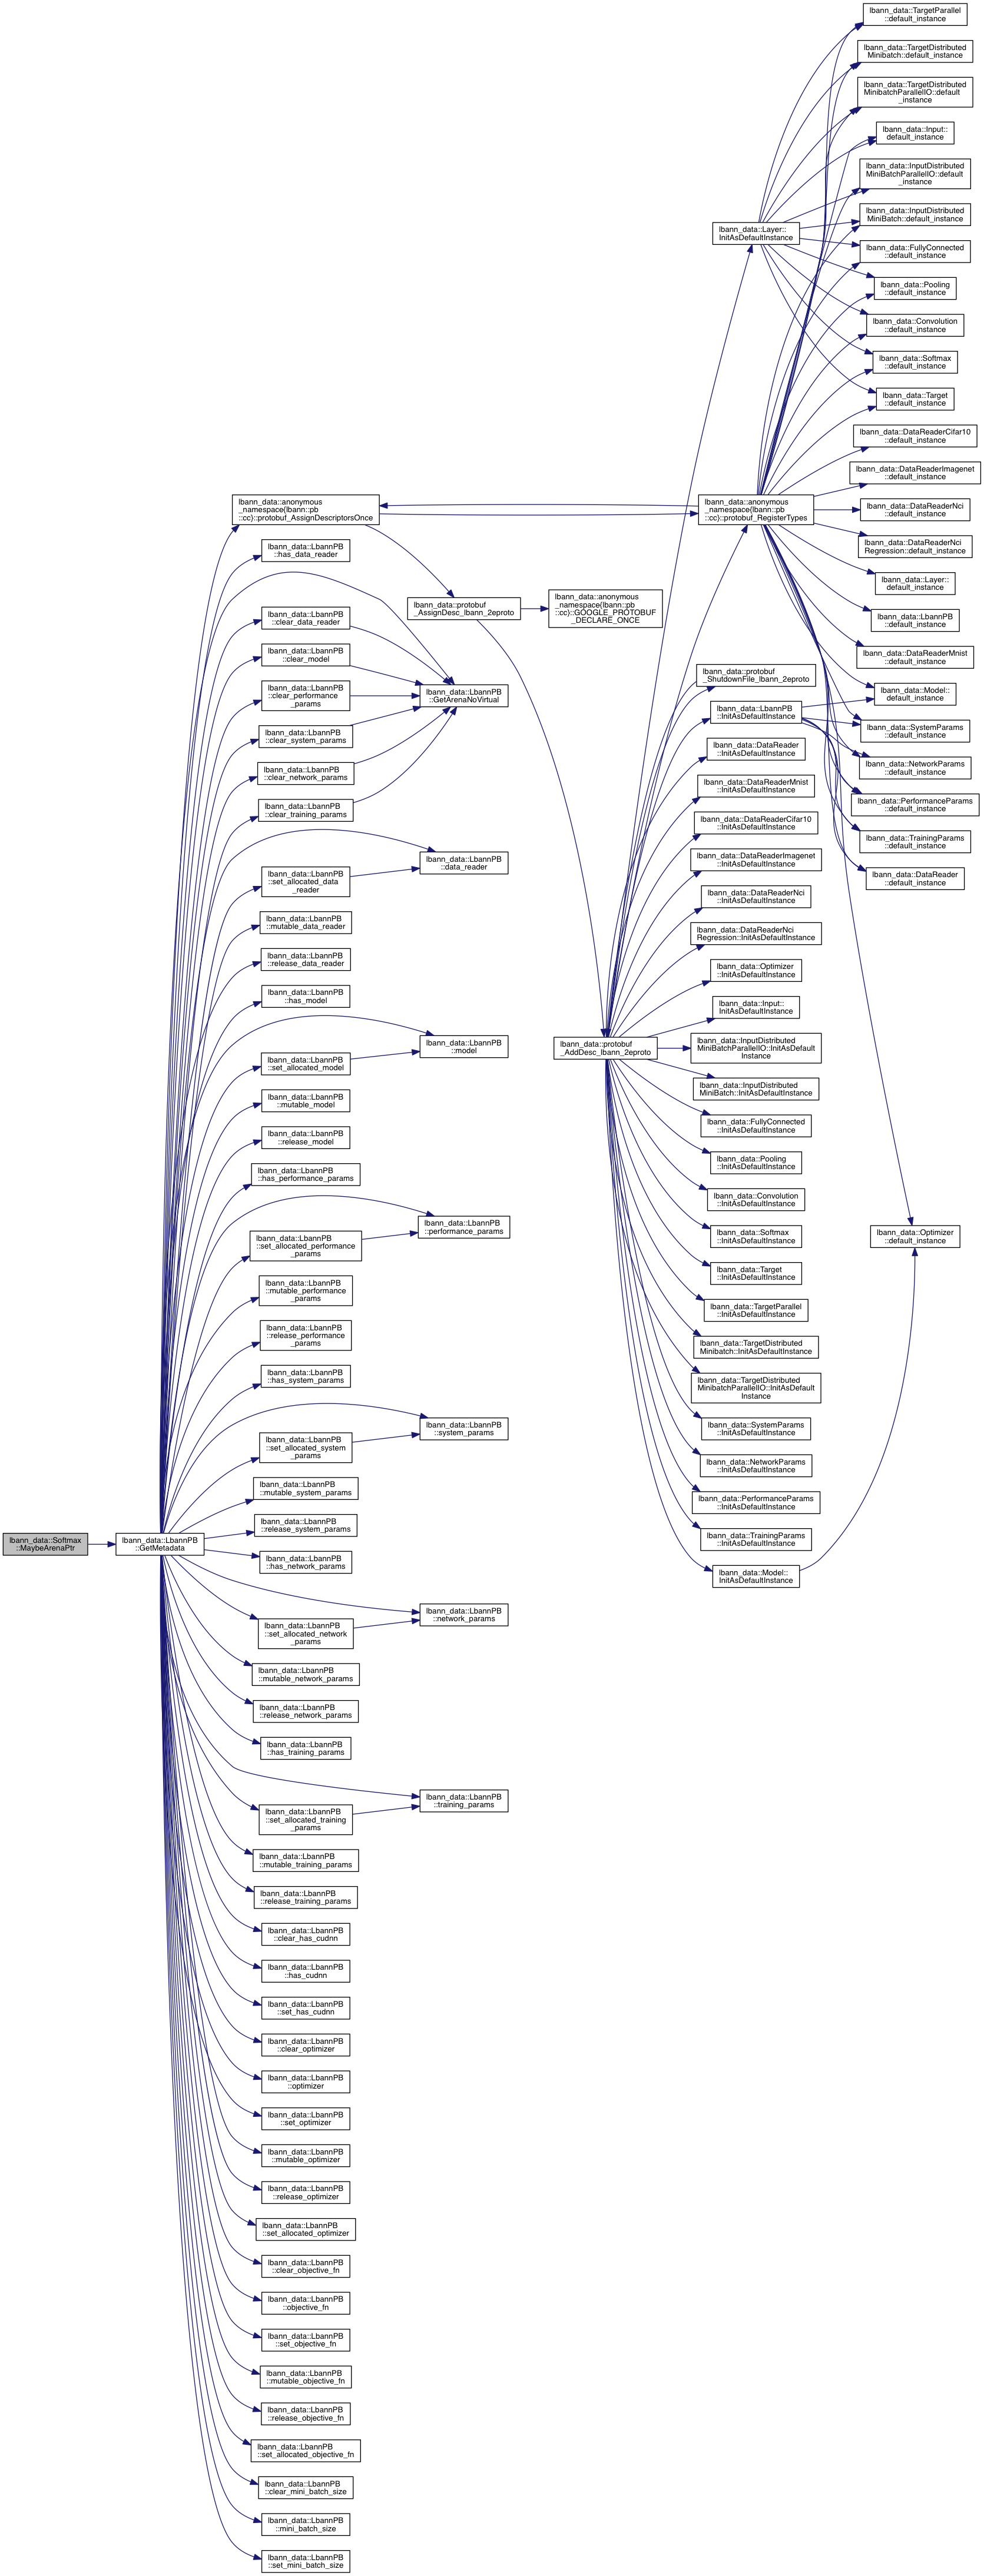 lbann_data::Softmax
::MaybeArenaPtr
lbann_data::LbannPB
::GetMetadata
lbann_data::anonymous
_namespace{lbann::pb
::cc}::protobuf_AssignDescriptorsOnce
lbann_data::LbannPB
::has_data_reader
lbann_data::LbannPB
::clear_data_reader
lbann_data::LbannPB
::clear_model
lbann_data::LbannPB
::clear_performance
_params
lbann_data::LbannPB
::clear_system_params
lbann_data::LbannPB
::clear_network_params
lbann_data::LbannPB
::clear_training_params
lbann_data::LbannPB
::set_allocated_data
_reader
lbann_data::LbannPB
::mutable_data_reader
lbann_data::LbannPB
::release_data_reader
lbann_data::LbannPB
::has_model
lbann_data::LbannPB
::set_allocated_model
lbann_data::LbannPB
::mutable_model
lbann_data::LbannPB
::release_model
lbann_data::LbannPB
::has_performance_params
lbann_data::LbannPB
::set_allocated_performance
_params
lbann_data::LbannPB
::mutable_performance
_params
lbann_data::LbannPB
::release_performance
_params
lbann_data::LbannPB
::has_system_params
lbann_data::LbannPB
::set_allocated_system
_params
lbann_data::LbannPB
::mutable_system_params
lbann_data::LbannPB
::release_system_params
lbann_data::LbannPB
::has_network_params
lbann_data::LbannPB
::set_allocated_network
_params
lbann_data::LbannPB
::mutable_network_params
lbann_data::LbannPB
::release_network_params
lbann_data::LbannPB
::has_training_params
lbann_data::LbannPB
::set_allocated_training
_params
lbann_data::LbannPB
::mutable_training_params
lbann_data::LbannPB
::release_training_params
lbann_data::LbannPB
::clear_has_cudnn
lbann_data::LbannPB
::has_cudnn
lbann_data::LbannPB
::set_has_cudnn
lbann_data::LbannPB
::clear_optimizer
lbann_data::LbannPB
::optimizer
lbann_data::LbannPB
::set_optimizer
lbann_data::LbannPB
::mutable_optimizer
lbann_data::LbannPB
::release_optimizer
lbann_data::LbannPB
::set_allocated_optimizer
lbann_data::LbannPB
::clear_objective_fn
lbann_data::LbannPB
::objective_fn
lbann_data::LbannPB
::set_objective_fn
lbann_data::LbannPB
::mutable_objective_fn
lbann_data::LbannPB
::release_objective_fn
lbann_data::LbannPB
::set_allocated_objective_fn
lbann_data::LbannPB
::clear_mini_batch_size
lbann_data::LbannPB
::mini_batch_size
lbann_data::LbannPB
::set_mini_batch_size
lbann_data::protobuf
_AssignDesc_lbann_2eproto
lbann_data::LbannPB
::GetArenaNoVirtual
lbann_data::LbannPB
::data_reader
lbann_data::LbannPB
::model
lbann_data::LbannPB
::performance_params
lbann_data::LbannPB
::system_params
lbann_data::LbannPB
::network_params
lbann_data::LbannPB
::training_params
lbann_data::anonymous
_namespace{lbann::pb
::cc}::GOOGLE_PROTOBUF
_DECLARE_ONCE
lbann_data::protobuf
_AddDesc_lbann_2eproto
lbann_data::Layer::
InitAsDefaultInstance
lbann_data::anonymous
_namespace{lbann::pb
::cc}::protobuf_RegisterTypes
lbann_data::protobuf
_ShutdownFile_lbann_2eproto
lbann_data::LbannPB
::InitAsDefaultInstance
lbann_data::DataReader
::InitAsDefaultInstance
lbann_data::DataReaderMnist
::InitAsDefaultInstance
lbann_data::DataReaderCifar10
::InitAsDefaultInstance
lbann_data::DataReaderImagenet
::InitAsDefaultInstance
lbann_data::DataReaderNci
::InitAsDefaultInstance
lbann_data::DataReaderNci
Regression::InitAsDefaultInstance
lbann_data::Optimizer
::InitAsDefaultInstance
lbann_data::Input::
InitAsDefaultInstance
lbann_data::InputDistributed
MiniBatchParallelIO::InitAsDefault
Instance
lbann_data::InputDistributed
MiniBatch::InitAsDefaultInstance
lbann_data::FullyConnected
::InitAsDefaultInstance
lbann_data::Pooling
::InitAsDefaultInstance
lbann_data::Convolution
::InitAsDefaultInstance
lbann_data::Softmax
::InitAsDefaultInstance
lbann_data::Target
::InitAsDefaultInstance
lbann_data::TargetParallel
::InitAsDefaultInstance
lbann_data::TargetDistributed
Minibatch::InitAsDefaultInstance
lbann_data::TargetDistributed
MinibatchParallelIO::InitAsDefault
Instance
lbann_data::SystemParams
::InitAsDefaultInstance
lbann_data::NetworkParams
::InitAsDefaultInstance
lbann_data::PerformanceParams
::InitAsDefaultInstance
lbann_data::TrainingParams
::InitAsDefaultInstance
lbann_data::Model::
InitAsDefaultInstance
lbann_data::TargetParallel
::default_instance
lbann_data::TargetDistributed
Minibatch::default_instance
lbann_data::TargetDistributed
MinibatchParallelIO::default
_instance
lbann_data::Input::
default_instance
lbann_data::InputDistributed
MiniBatchParallelIO::default
_instance
lbann_data::InputDistributed
MiniBatch::default_instance
lbann_data::FullyConnected
::default_instance
lbann_data::Pooling
::default_instance
lbann_data::Convolution
::default_instance
lbann_data::Softmax
::default_instance
lbann_data::Target
::default_instance
lbann_data::DataReaderCifar10
::default_instance
lbann_data::DataReaderImagenet
::default_instance
lbann_data::DataReaderNci
::default_instance
lbann_data::DataReaderNci
Regression::default_instance
lbann_data::Layer::
default_instance
lbann_data::LbannPB
::default_instance
lbann_data::DataReaderMnist
::default_instance
lbann_data::Model::
default_instance
lbann_data::SystemParams
::default_instance
lbann_data::NetworkParams
::default_instance
lbann_data::PerformanceParams
::default_instance
lbann_data::TrainingParams
::default_instance
lbann_data::DataReader
::default_instance
lbann_data::Optimizer
::default_instance